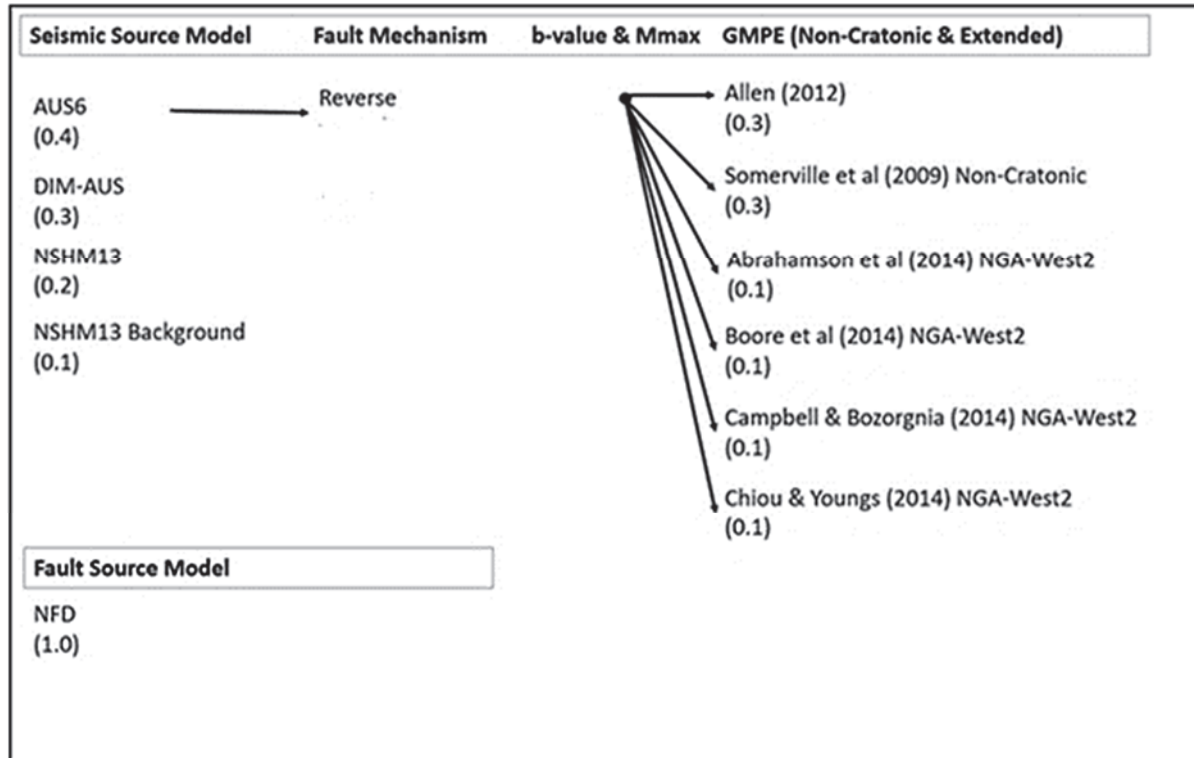 Seismic Source Model Fault Mechanism b-value & Mmax GMPE (Non-Cratonic & Extended)
AUS6
(0.4)
DIM-AUS
(0.3)
NSHM13
(0.2)
NSHM13 Background
(0.1)
Reverse
Allen (2012)
(0.3)
Somerville et al (2009) Non-Cratonic
(0.3)
Abrahamson et al (2014) NGA-West2
(0.1)
Boore et al (2014) NGA-West2
(0.1)
Campbell & Bozorgnia (2014) NGA-West2
(0.1)
Chiou & Youngs (2014) NGA-West2
(0.1)
Fault Source Model
NFD
(1.0)